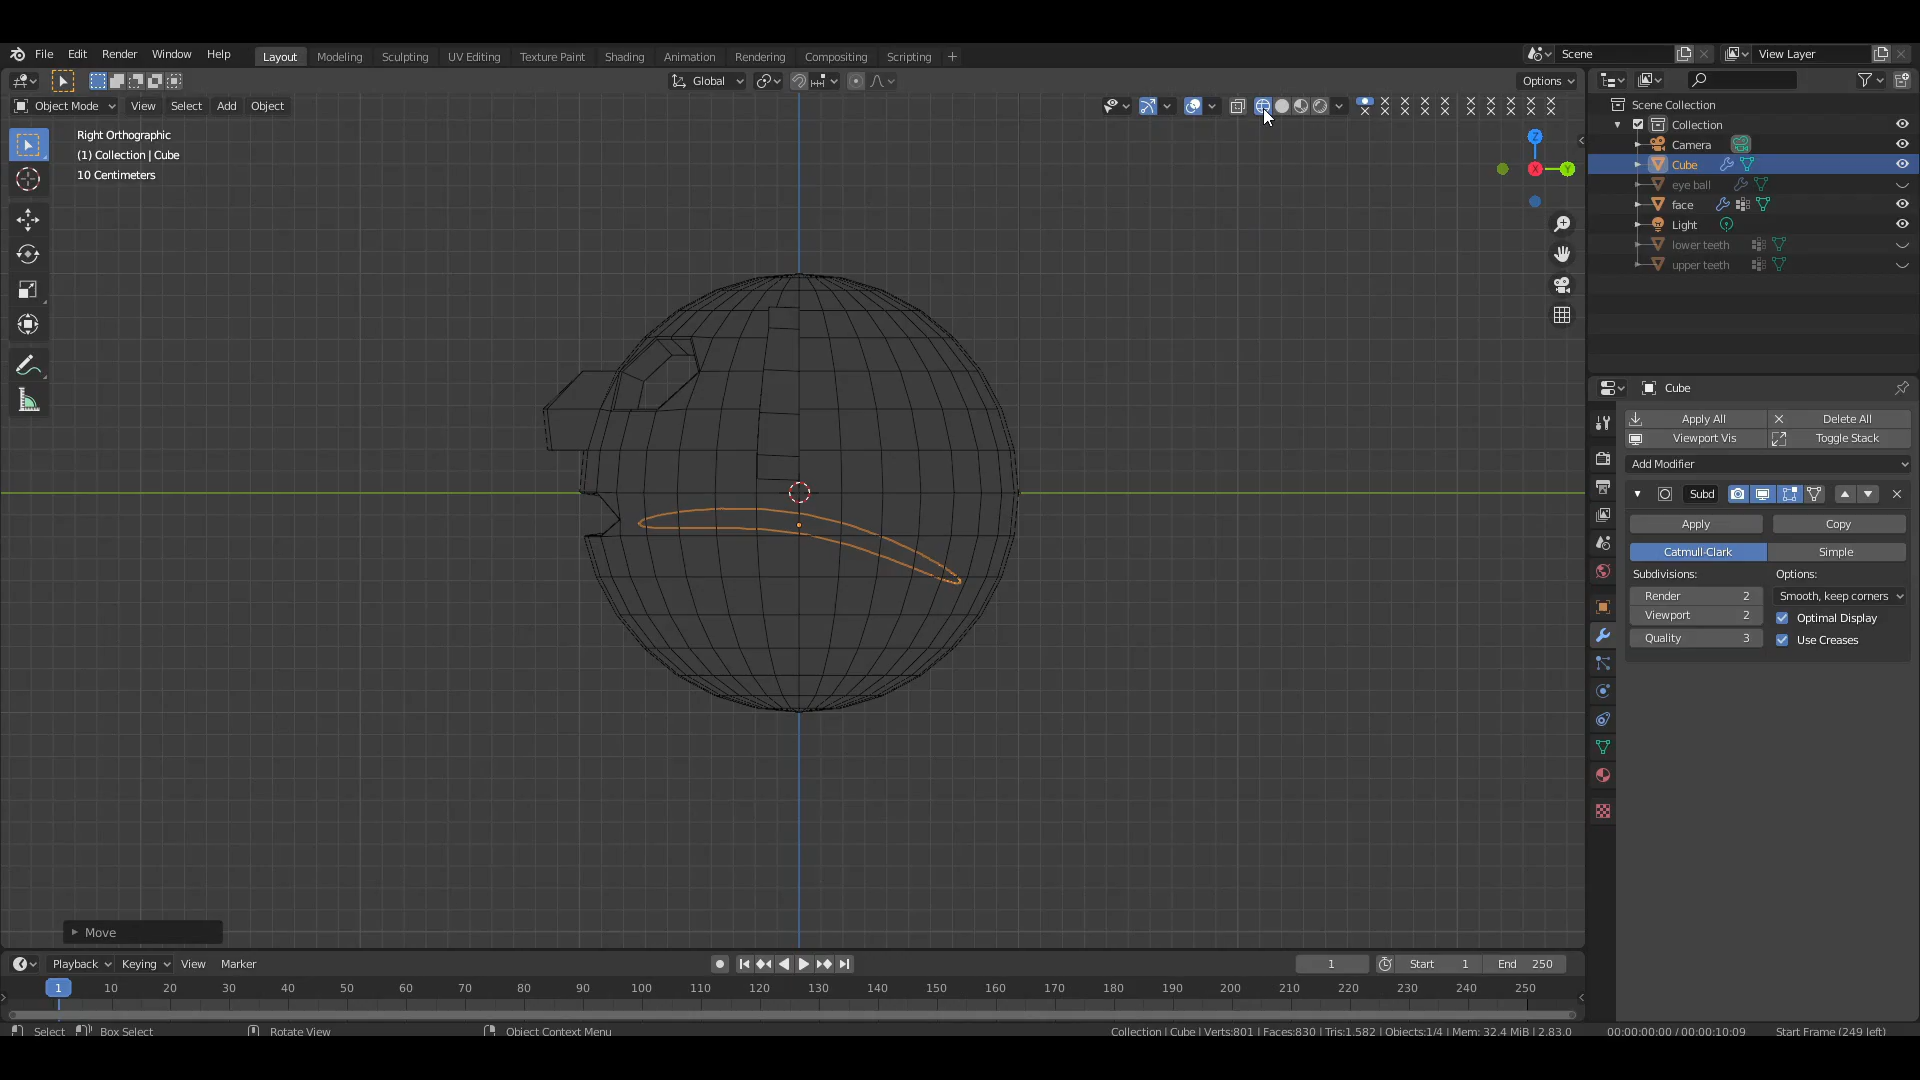 File Edit Render Window Help Layout Modeling Sculpting UV Editing Texture Paint Shading Animation Rendering Compositing Scripting + Scene View Layer
Global Options
Object Mode View Select Add Object
Right Orthographic
(1) Collection | Cube
10 Centimeters
Z
X
Y
Scene Collection
Collection
Camera
Cube
eye ball
face
Light
lower teeth
upper teeth
Cube
Apply All Delete All
Viewport Vis Toggle Stack
Add Modifier
Subd
Apply Copy
Catmull-Clark Simple
Subdivisions: Options:
Render 2 Smooth, keep corners
Viewport 2 Optimal Display
Quality 3 Use Creases
Move
Playback Keying View Marker 1 Start 1 End 250
1 10 20 30 40 50 60 70 80 90 100 110 120 130 140 150 160 170 180 190 200 210 220 230 240 250
Select Box Select Rotate View Object Context Menu Collection | Cube | Verts:801 | Faces:830 | Tris:1.582 | Objects:1/4 | Mem: 32.4 MiB | 2.83.0 00:00:00:00 / 00:00:10:09 Start Frame (249 left)